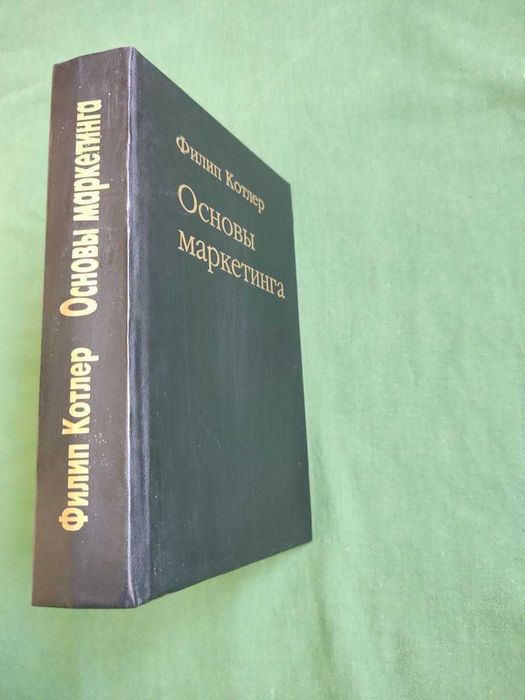 Филип Котлер Основы маркетинга
Филип Котлер
Основы
маркетинга